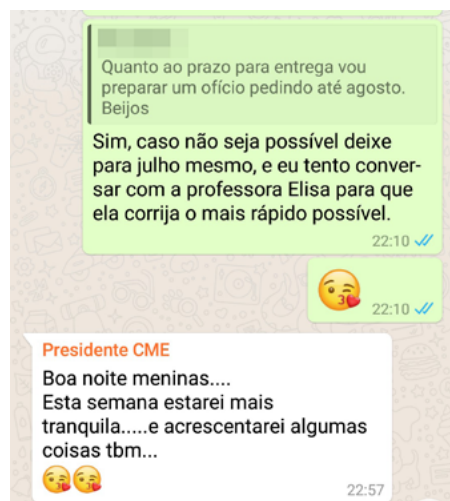 Quanto ao prazo para entrega vou
preparar um ofício pedindo até agosto.
Beijos
Sim, caso não seja possível deixe
para julho mesmo, e eu tento conver-
sar com a professora Elisa para que
ela corrija o mais rápido possível.
22:10
22:10
Presidente CME
Boa noite meninas....
Esta semana estarei mais
tranquila.....e acrescentarei algumas
coisas tbm...
22:57